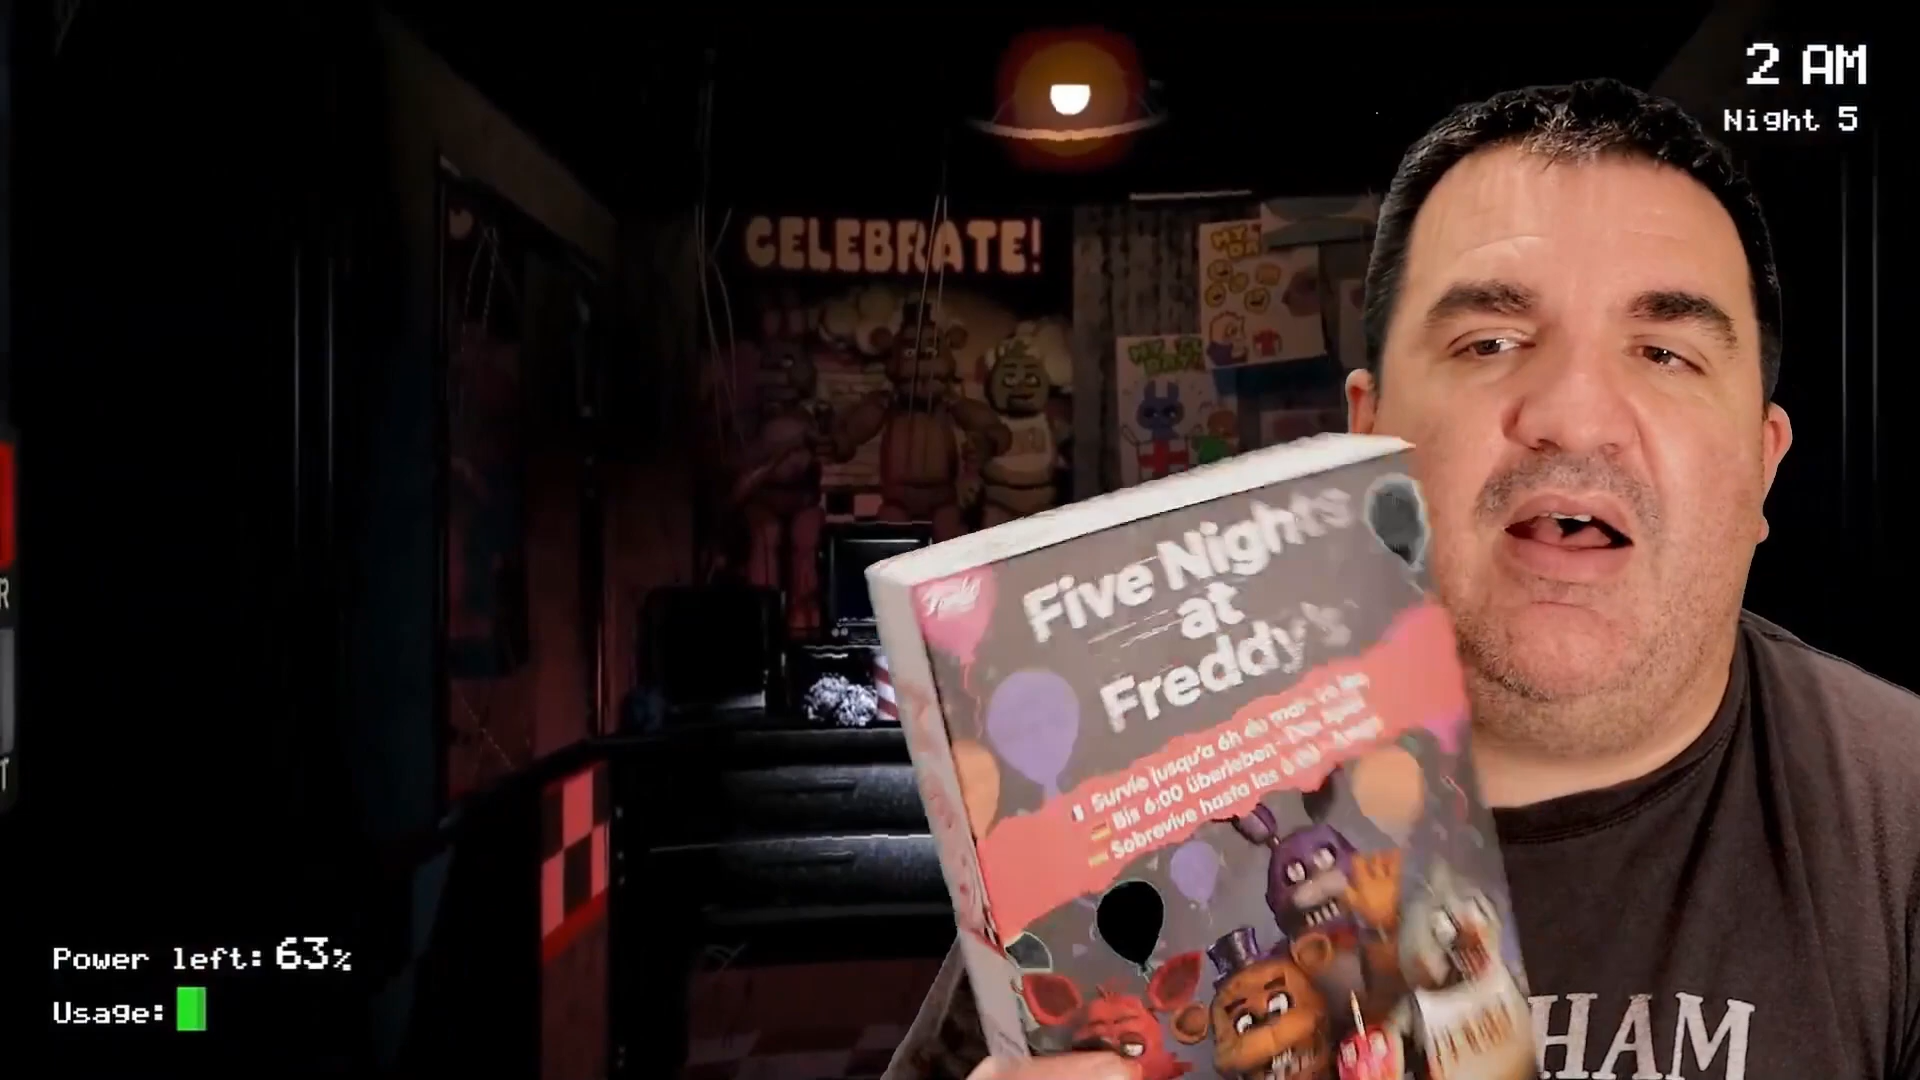 2 AM
Night 5
CELEBRATE!
Funko
Five Nights
at
Freddy's
Survie jusqu'à 6h du
Bis 6:00 überleben
Sobrevive hasta las 6
Power left: 63%
Usage:
HAM
R
T